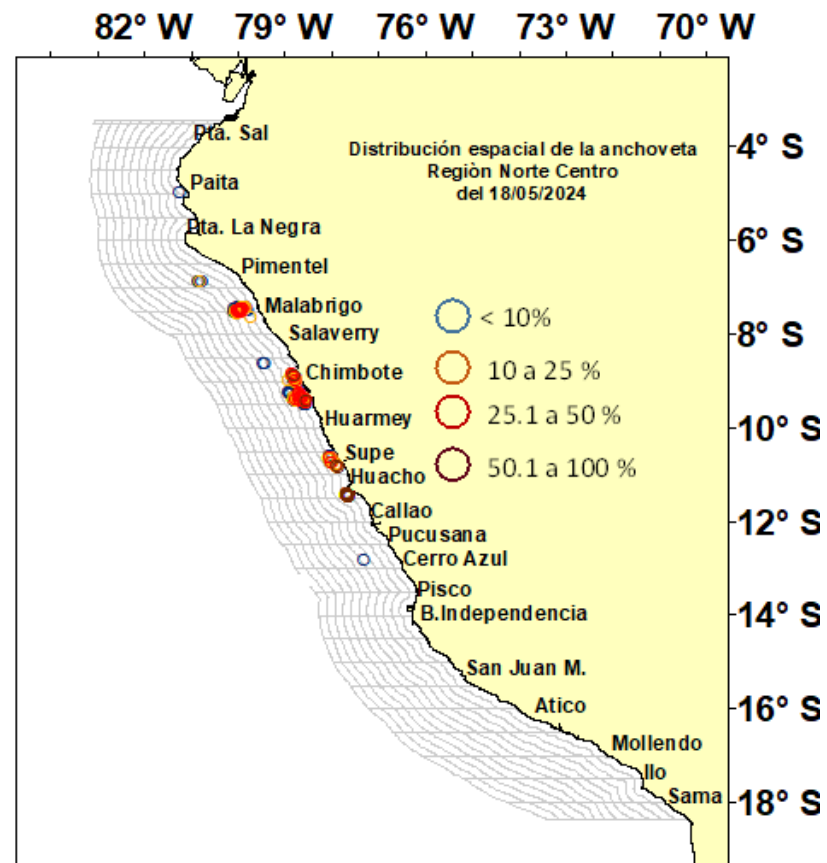 82° W 79° W 76° W 73° W 70° W
Distribución espacial de la anchoveta
Regiòn Norte Centro
del 18/05/2024
4° S
6° S
8° S
10° S
12° S
14° S
16° S
18° S
Pta. Sal
Paita
Pta. La Negra
Pimentel
Malabrigo
Salaverry
Chimbote
Huarmey
Supe
Huacho
Callao
Pucusana
Cerro Azul
Pisco
B.Independencia
San Juan M.
Atico
Mollendo
Ilo
Sama
< 10%
10 a 25 %
25.1 a 50 %
50.1 a 100 %